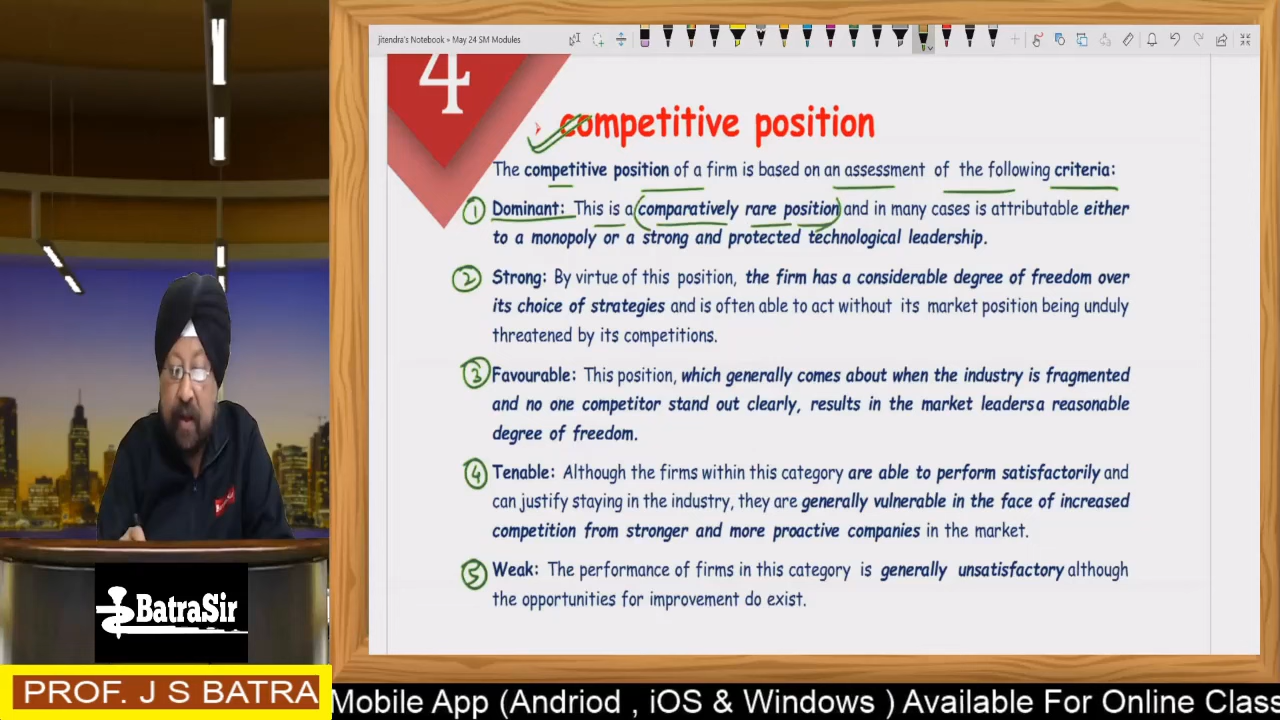 jitendra's Notebook » May 24 SM Modules
4
competitive position
The competitive position of a firm is based on an assessment of the following criteria:
1 Dominant: This is a comparatively rare position and in many cases is attributable either
to a monopoly or a strong and protected technological leadership.
2 Strong: By virtue of this position, the firm has a considerable degree of freedom over
its choice of strategies and is often able to act without its market position being unduly
threatened by its competitions.
3 Favourable: This position, which generally comes about when the industry is fragmented
and no one competitor stand out clearly, results in the market leaders a reasonable
degree of freedom.
4 Tenable: Although the firms within this category are able to perform satisfactorily and
can justify staying in the industry, they are generally vulnerable in the face of increased
competition from stronger and more proactive companies in the market.
5 Weak: The performance of firms in this category is generally unsatisfactory although
the opportunities for improvement do exist.
BatraSir
PROF. J S BATRA
Mobile App (Andriod , iOS & Windows ) Available For Online Class